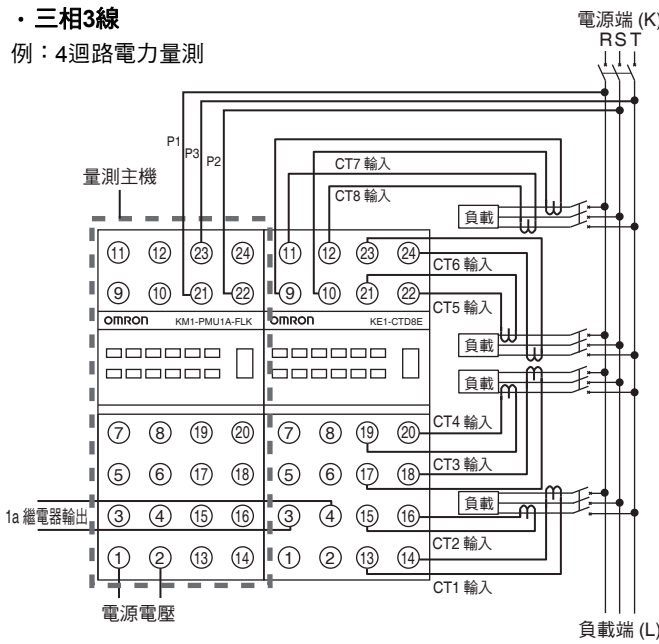 ・三相3線
例：4迴路電力量測
電源端 (K)
R S T
P1
P3
P2
CT7 輸入
CT8 輸入
量測主機
負載
⑪ ⑫ ㉓ ㉔ ⑪ ⑫ ㉓ ㉔
CT6 輸入
⑨ ⑩ ㉑ ㉒ ⑨ ⑩ ㉑ ㉒
CT5 輸入
OMRON KM1-PMU1A-FLK OMRON KE1-CTD8E
負載
負載
CT4 輸入
⑦ ⑧ ⑲ ⑳ ⑦ ⑧ ⑲ ⑳
CT3 輸入
⑤ ⑥ ⑰ ⑱ ⑤ ⑥ ⑰ ⑱
負載
1a 繼電器輸出
③ ④ ⑮ ⑯ ③ ④ ⑮ ⑯
CT2 輸入
① ② ⑬ ⑭ ① ② ⑬ ⑭
CT1 輸入
電源電壓
負載端 (L)